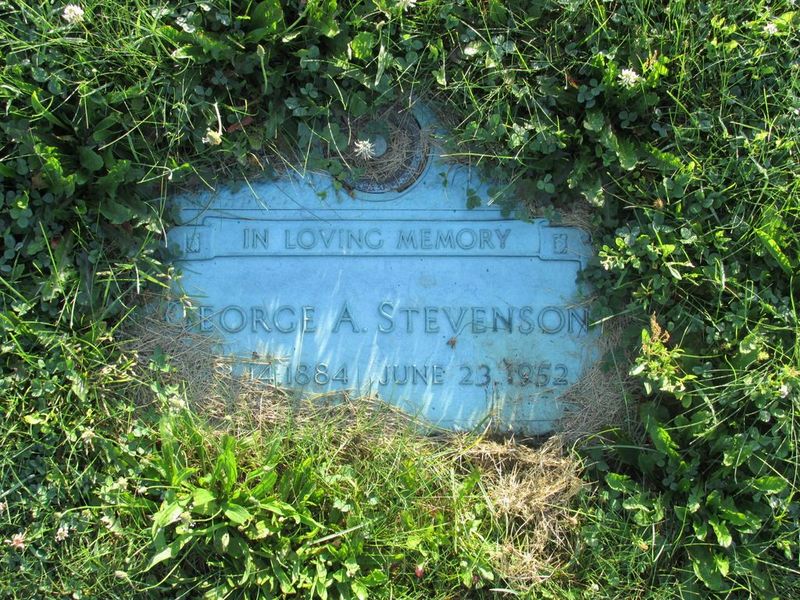 IN LOVING MEMORY
GEORGE A. STEVENSON
14. 1884 JUNE 23. 1952